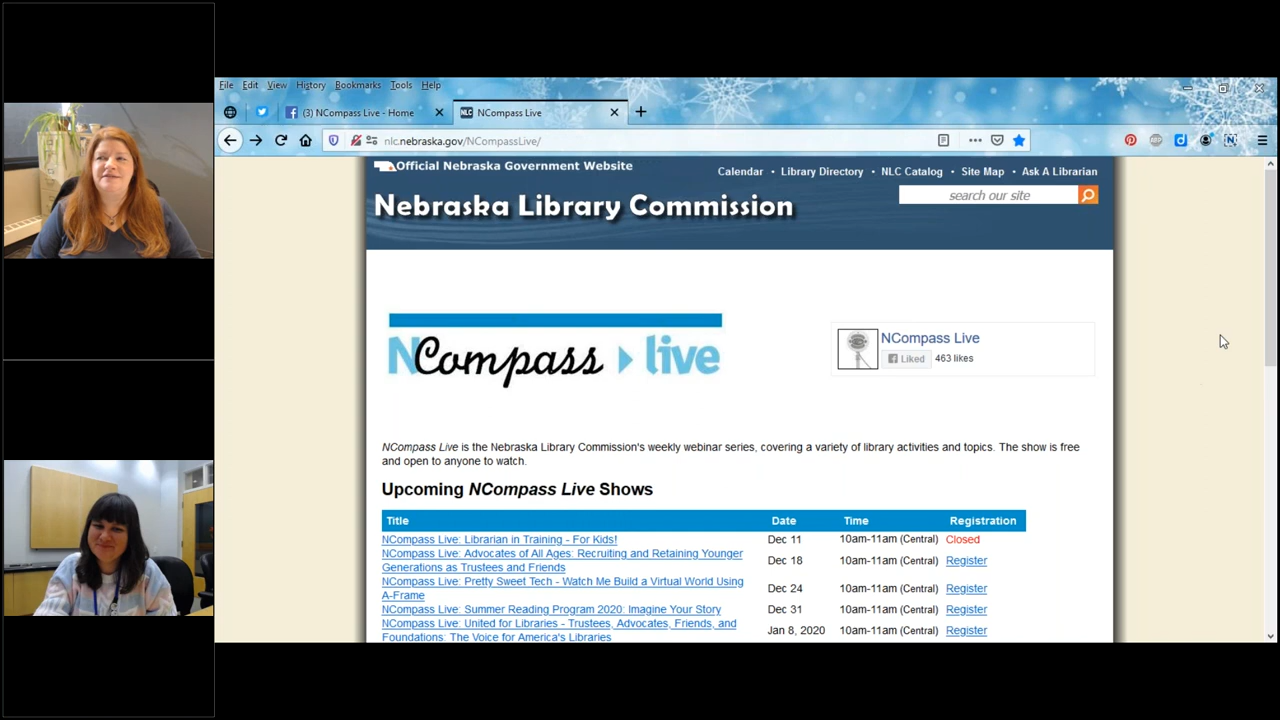 File Edit View History Bookmarks Tools Help
(3) NCompass Live - Home
NLC NCompass Live
nlc.nebraska.gov/NCompassLive/
Official Nebraska Government Website
Calendar • Library Directory • NLC Catalog • Site Map • Ask A Librarian
Nebraska Library Commission
search our site
NCompass live
NCompass Live
Liked 463 likes
NCompass Live is the Nebraska Library Commission's weekly webinar series, covering a variety of library activities and topics. The show is free
and open to anyone to watch.
Upcoming NCompass Live Shows
Title Date Time Registration
NCompass Live: Librarian in Training - For Kids! Dec 11 10am-11am (Central) Closed
NCompass Live: Advocates of All Ages: Recruiting and Retaining Younger
Generations as Trustees and Friends Dec 18 10am-11am (Central) Register
NCompass Live: Pretty Sweet Tech - Watch Me Build a Virtual World Using
A-Frame Dec 24 10am-11am (Central) Register
NCompass Live: Summer Reading Program 2020: Imagine Your Story Dec 31 10am-11am (Central) Register
NCompass Live: United for Libraries - Trustees, Advocates, Friends, and
Foundations: The Voice for America's Libraries Jan 8, 2020 10am-11am (Central) Register